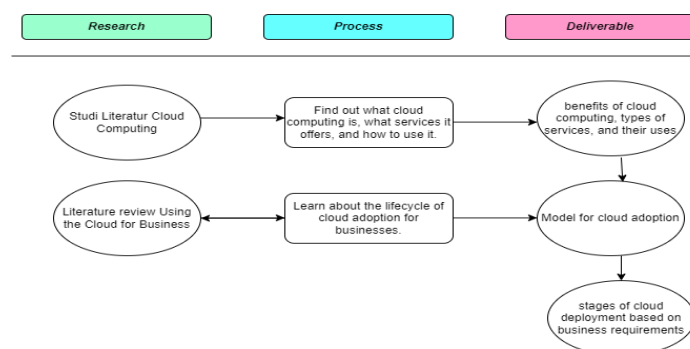 Research
Process
Deliverable
Studi Literatur Cloud
Computing
Find out what cloud
computing is, what services it
offers, and how to use it.
benefits of cloud
computing, types of
services, and their uses
Literature review Using
the Cloud for Business
Learn about the lifecycle of
cloud adoption for
businesses.
Model for cloud adoption
stages of cloud
deployment based on
business requirements